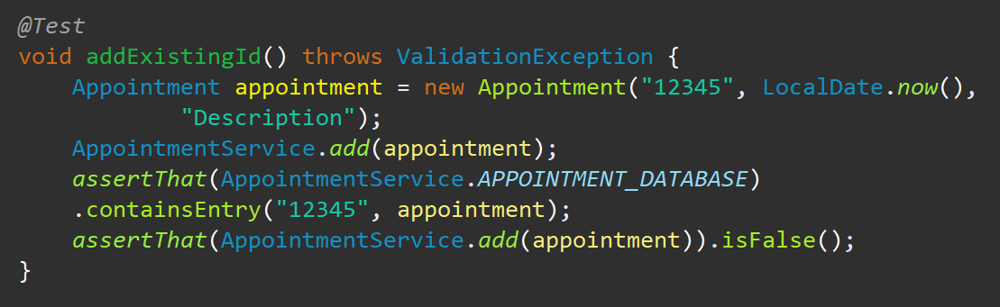 @Test
void addExistingId() throws ValidationException {
    Appointment appointment = new Appointment("12345", LocalDate.now(),
            "Description");
    AppointmentService.add(appointment);
    assertThat(AppointmentService.APPOINTMENT_DATABASE)
    .containsEntry("12345", appointment);
    assertThat(AppointmentService.add(appointment)).isFalse();
}